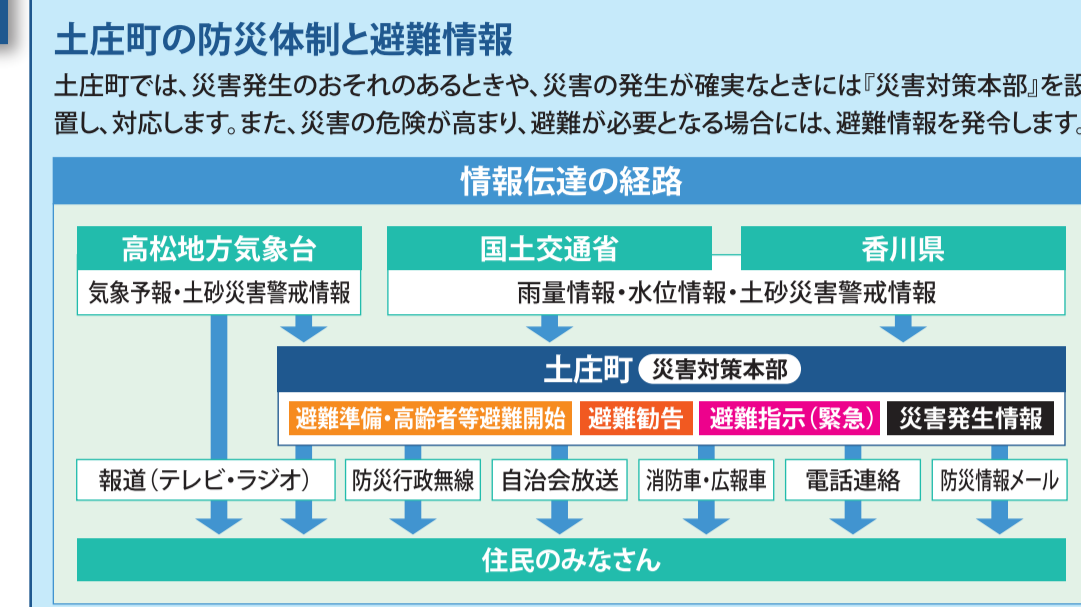 土庄町の防災体制と避難情報
土庄町では、災害発生のおそれのあるときや、災害の発生が確実なときには『災害対策本部』を設
置し、対応します。また、災害の危険が高まり、避難が必要となる場合には、避難情報を発令します。
情報伝達の経路
高松地方気象台
国土交通省
香川県
気象予報・土砂災害警戒情報
雨量情報・水位情報・土砂災害警戒情報
土庄町 災害対策本部
避難準備・高齢者等避難開始
避難勧告
避難指示(緊急)
災害発生情報
報道(テレビ・ラジオ)
防災行政無線
自治会放送
消防車・広報車
電話連絡
防災情報メール
住民のみなさん